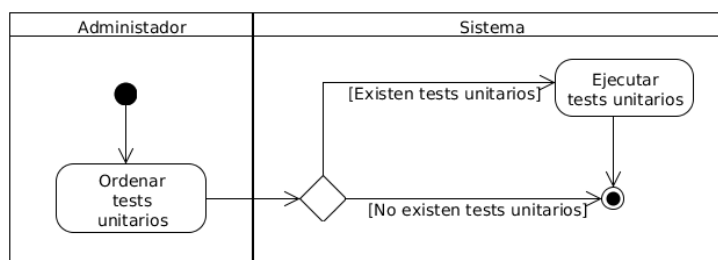 Administador
Sistema
Ejecutar
tests unitarios
[Existen tests unitarios]
Ordenar
tests
unitarios
[No existen tests unitarios]